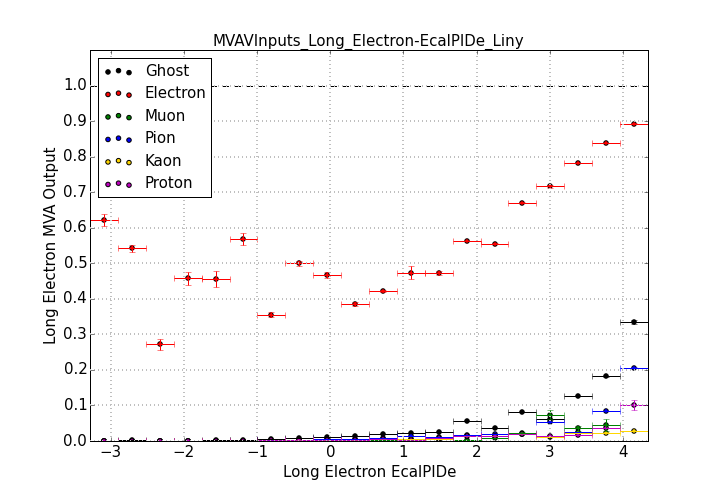 MVAVInputs_Long_Electron-EcalPIDe_Liny
Ghost
Electron
Muon
Pion
Kaon
Proton
Long Electron MVA Output
1.0
0.9
0.8
0.7
0.6
0.5
0.4
0.3
0.2
0.1
0.0
−3 −2 −1 0 1 2 3 4
Long Electron EcalPIDe